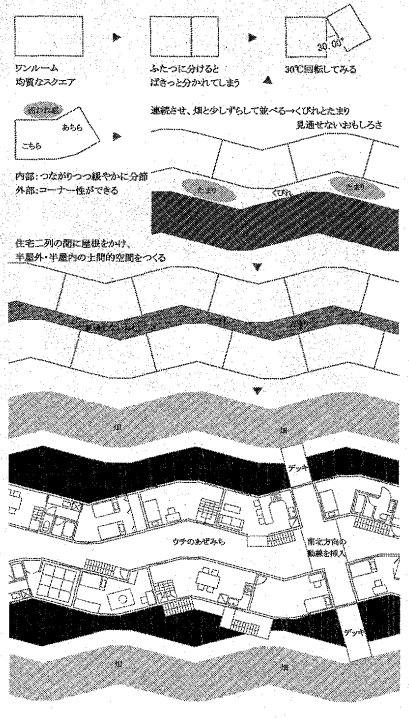 ワンルーム
均質なスクエア
ふたつに分けると
ぱきっと分かれてしまう
30.00°
30℃回転してみる
あちら
こちら
内部：つながりつつ緩やかに分節
外部：コーナー性ができる
連続させ、畑と少しずらして並べる→くびれとたまり
見通せないおもしろさ
たまり
くびれ
たまり
住宅二列の間に屋根をかけ、
半屋外・半屋内の土間的空間をつくる
畑
畑
デッキ
ウチのあぜみち
南北方向の
動線を挿入
デッキ
畑
畑